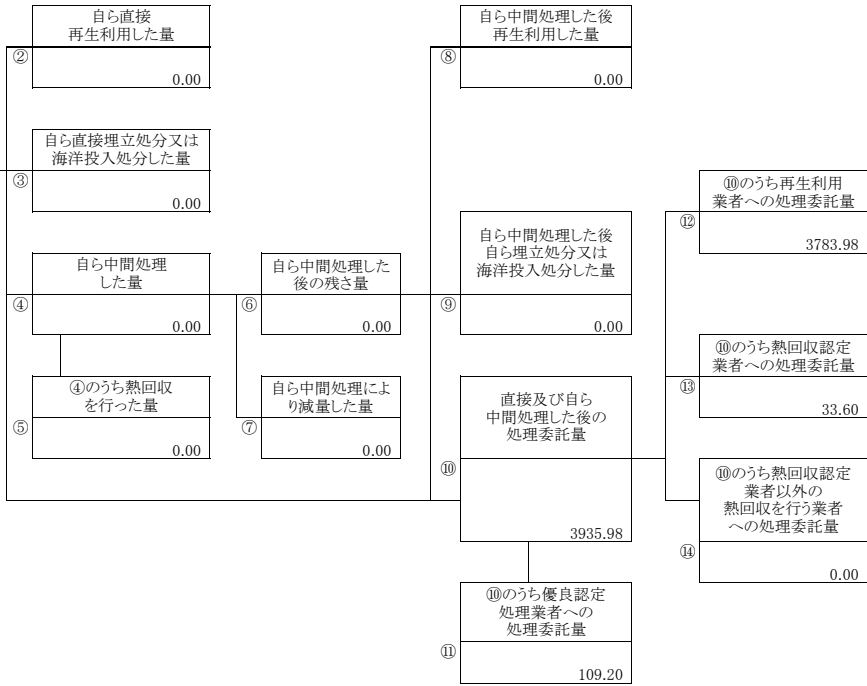 自ら直接
再生利用した量
②
0.00
自ら中間処理した後
再生利用した量
⑧
0.00
自ら直接埋立処分又は
海洋投入処分した量
③
0.00
⑩のうち再生利用
業者への処理委託量
⑫
3783.98
自ら中間処理
した量
④
0.00
自ら中間処理した
後の残さ量
⑥
0.00
自ら中間処理した後
自ら埋立処分又は
海洋投入処分した量
⑨
0.00
⑩のうち熱回収認定
業者への処理委託量
⑬
33.60
④のうち熱回収
を行った量
⑤
0.00
自ら中間処理によ
り減量した量
⑦
0.00
直接及び自ら
中間処理した後の
処理委託量
⑩
3935.98
⑩のうち熱回収認定
業者以外の
熱回収を行う業者
への処理委託量
⑭
0.00
⑩のうち優良認定
処理業者への
処理委託量
⑪
109.20